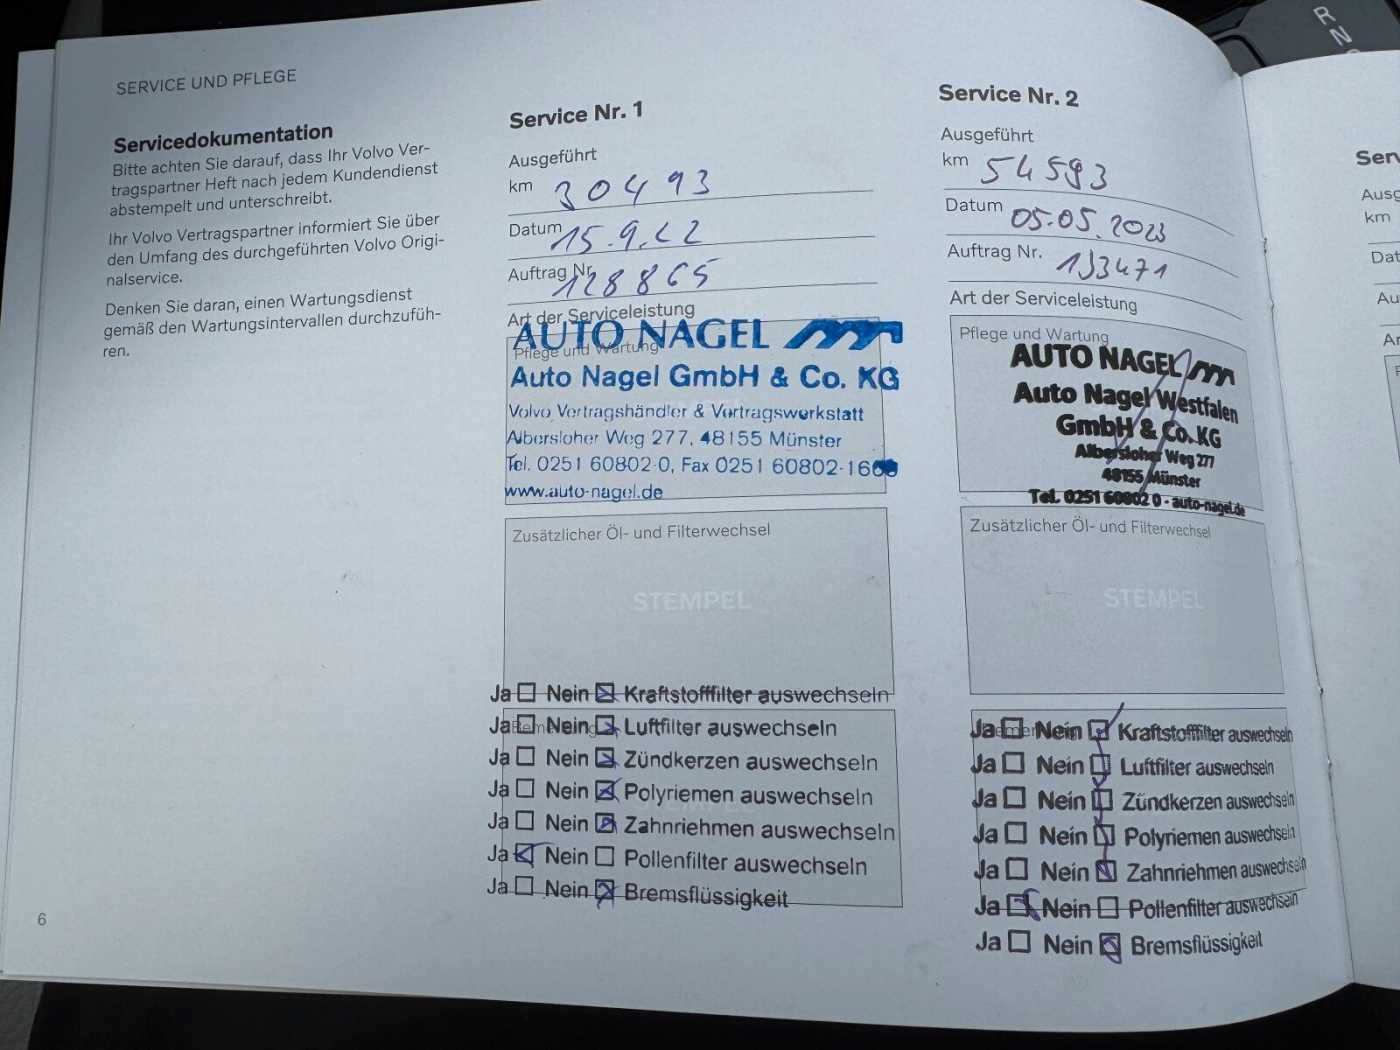 SERVICE UND PFLEGE
Servicedokumentation
Bitte achten Sie darauf, dass Ihr Volvo Ver-
tragspartner Heft nach jedem Kundendienst
abstempelt und unterschreibt.
Ihr Volvo Vertragspartner informiert Sie über
den Umfang des durchgeführten Volvo Origi-
nalservice.
Denken Sie daran, einen Wartungsdienst
gemäß den Wartungsintervallen durchzufüh-
ren.
6
Service Nr. 1
Ausgeführt
km 30493
Datum 15.9.22
Auftrag Nr. 128865
Art der Serviceleistung
Pflege und Wartung
AUTO NAGEL
Auto Nagel GmbH & Co. KG
Volvo Vertragshändler & Vertragswerkstatt
Albersloher Weg 277, 48155 Münster
Tel. 0251 60802-0, Fax 0251 60802-16
www.auto-nagel.de
Zusätzlicher Öl- und Filterwechsel
STEMPEL
Ja Nein Kraftstofffilter auswechseln
Ja Nein Luftfilter auswechseln
Ja Nein Zündkerzen auswechseln
Ja Nein Polyriemen auswechseln
Ja Nein Zahnriehmen auswechseln
Ja Nein Pollenfilter auswechseln
Ja Nein Bremsflüssigkeit
Service Nr. 2
Ausgeführt
km 54593
Datum 05.05.2023
Auftrag Nr. 133471
Art der Serviceleistung
Pflege und Wartung
AUTO NAGEL
Auto Nagel Westfalen
GmbH & Co. KG
Albersloher Weg 277
48155 Münster
Tel. 0251 60802 0 - auto-nagel.de
Zusätzlicher Öl- und Filterwechsel
STEMPEL
Ja Nein Kraftstofffilter auswechseln
Ja Nein Luftfilter auswechseln
Ja Nein Zündkerzen auswechseln
Ja Nein Polyriemen auswechseln
Ja Nein Zahnriehmen auswechseln
Ja Nein Pollenfilter auswechseln
Ja Nein Bremsflüssigkeit
km
R
N